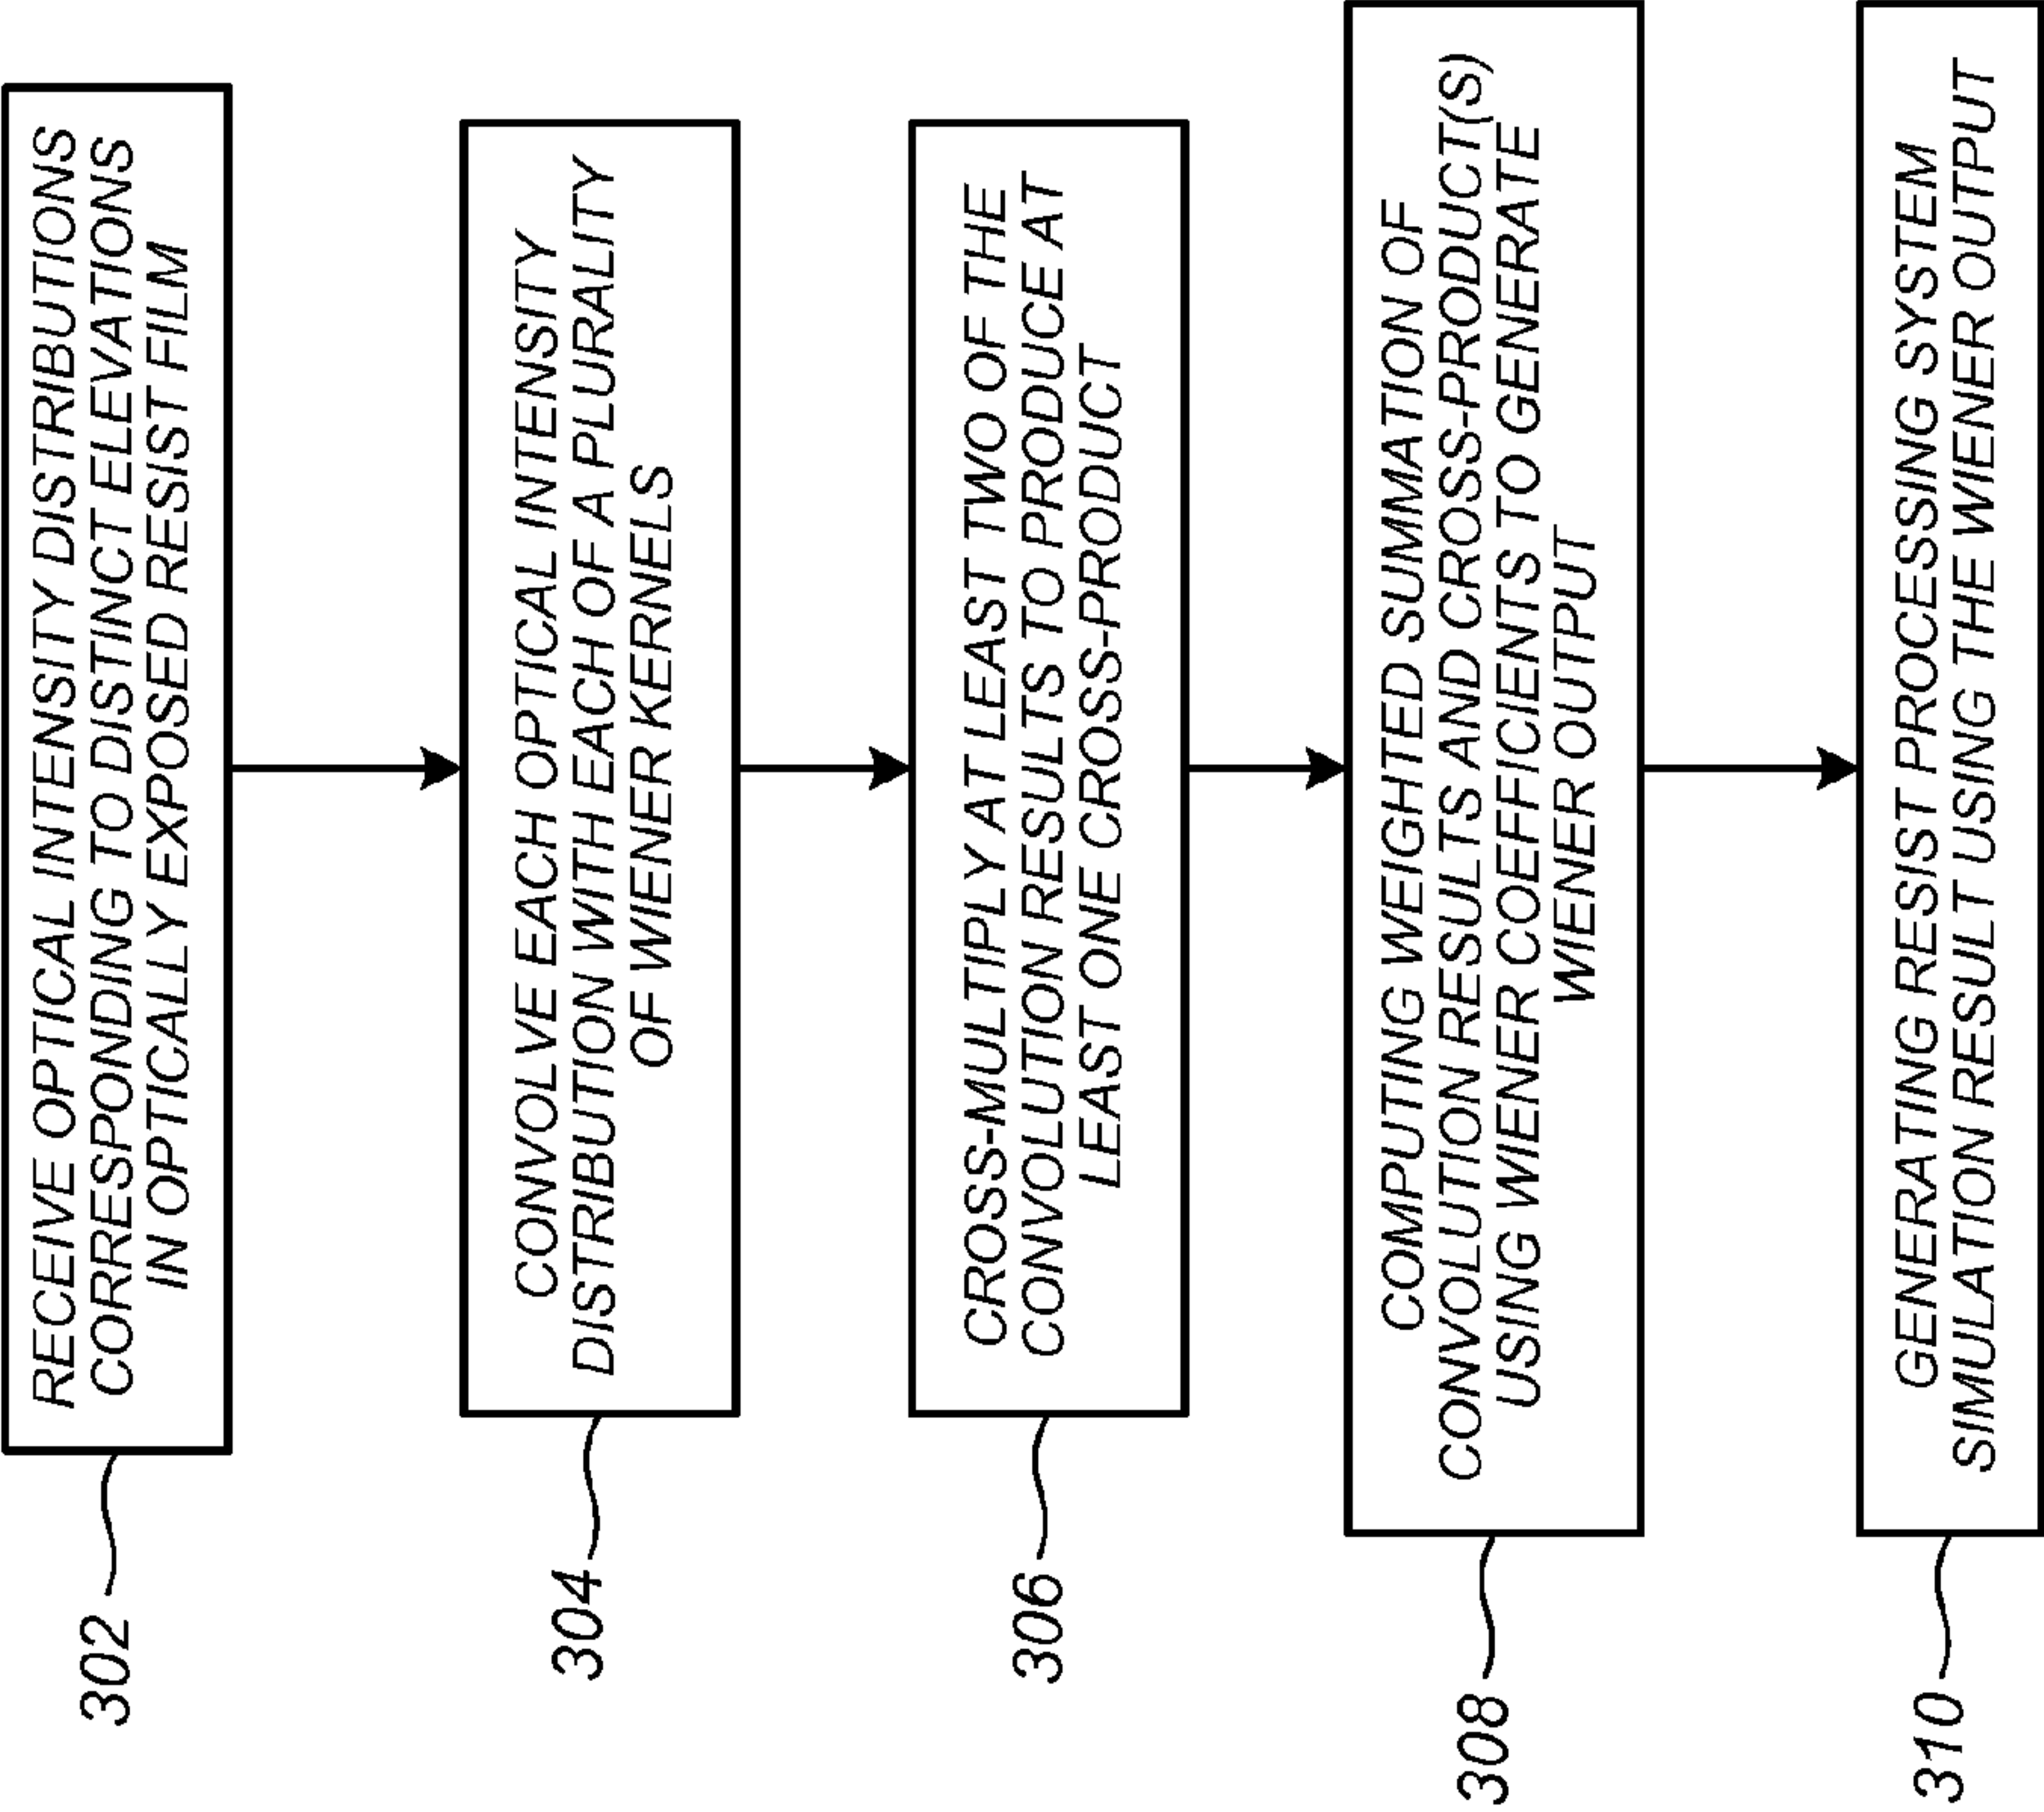 302
RECEIVE OPTICAL INTENSITY DISTRIBUTIONS
CORRESPONDING TO DISTINCT ELEVATIONS
IN OPTICALLY EXPOSED RESIST FILM
304
CONVOLVE EACH OPTICAL INTENSITY
DISTRIBUTION WITH EACH OF A PLURALITY
OF WIENER KERNELS
306
CROSS-MULTIPLY AT LEAST TWO OF THE
CONVOLUTION RESULTS TO PRODUCE AT
LEAST ONE CROSS-PRODUCT
308
COMPUTING WEIGHTED SUMMATION OF
CONVOLUTION RESULTS AND CROSS-PRODUCT(S)
USING WIENER COEFFICIENTS TO GENERATE
WIENER OUTPUT
310
GENERATING RESIST PROCESSING SYSTEM
SIMULATION RESULT USING THE WIENER OUTPUT